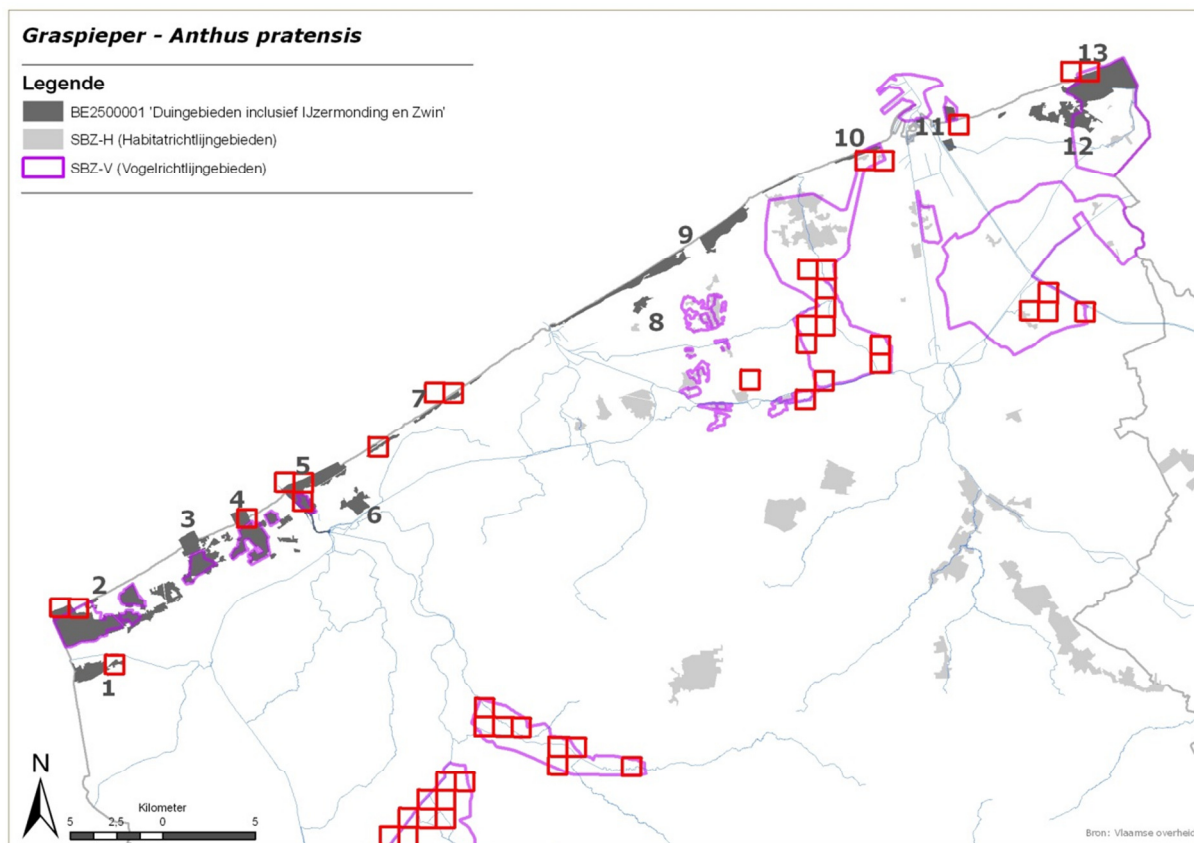 Graspieper - Anthus pratensis
Legende
BE2500001 'Duingebieden inclusief IJzermonding en Zwin'
SBZ-H (Habitatrichtlijngebieden)
SBZ-V (Vogelrichtlijngebieden)
13
11
10
12
9
8
7
5
4
6
3
2
1
N
Kilometer
5 2,5 0 5
Bron: Vlaamse overheid